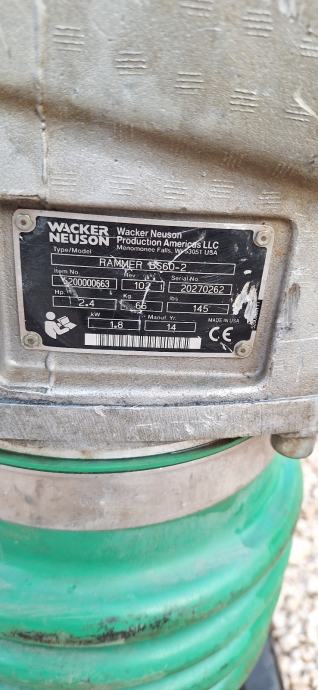 WACKER NEUSON
Wacker Neuson
Production Americas LLC
Menomonee Falls, WI 53051 USA
Type/Model
RAMMER BS60-2
Item No. Rev. Serial-No
5200000663 102 20270262
Hp. Kg lbs
2.4 66 145
kW Manuf. Yr. MADE IN USA
1.8 14 CE